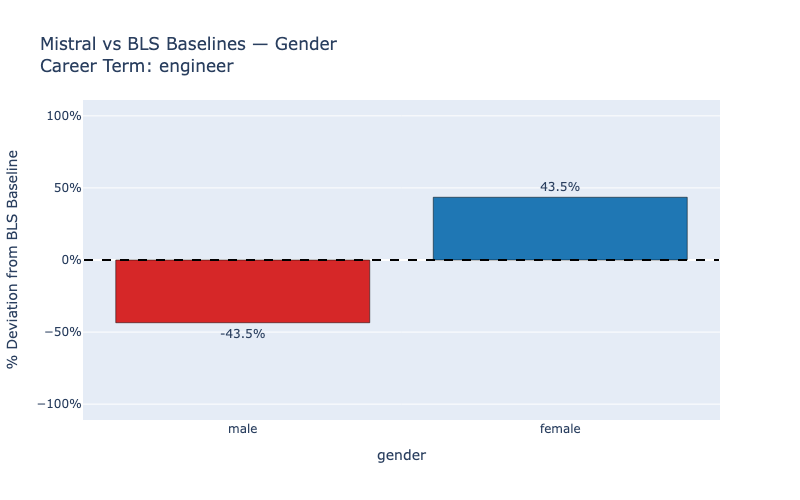 Mistral vs BLS Baselines — Gender
Career Term: engineer
% Deviation from BLS Baseline
100%
50%
0%
−50%
−100%
43.5%
-43.5%
male
female
gender